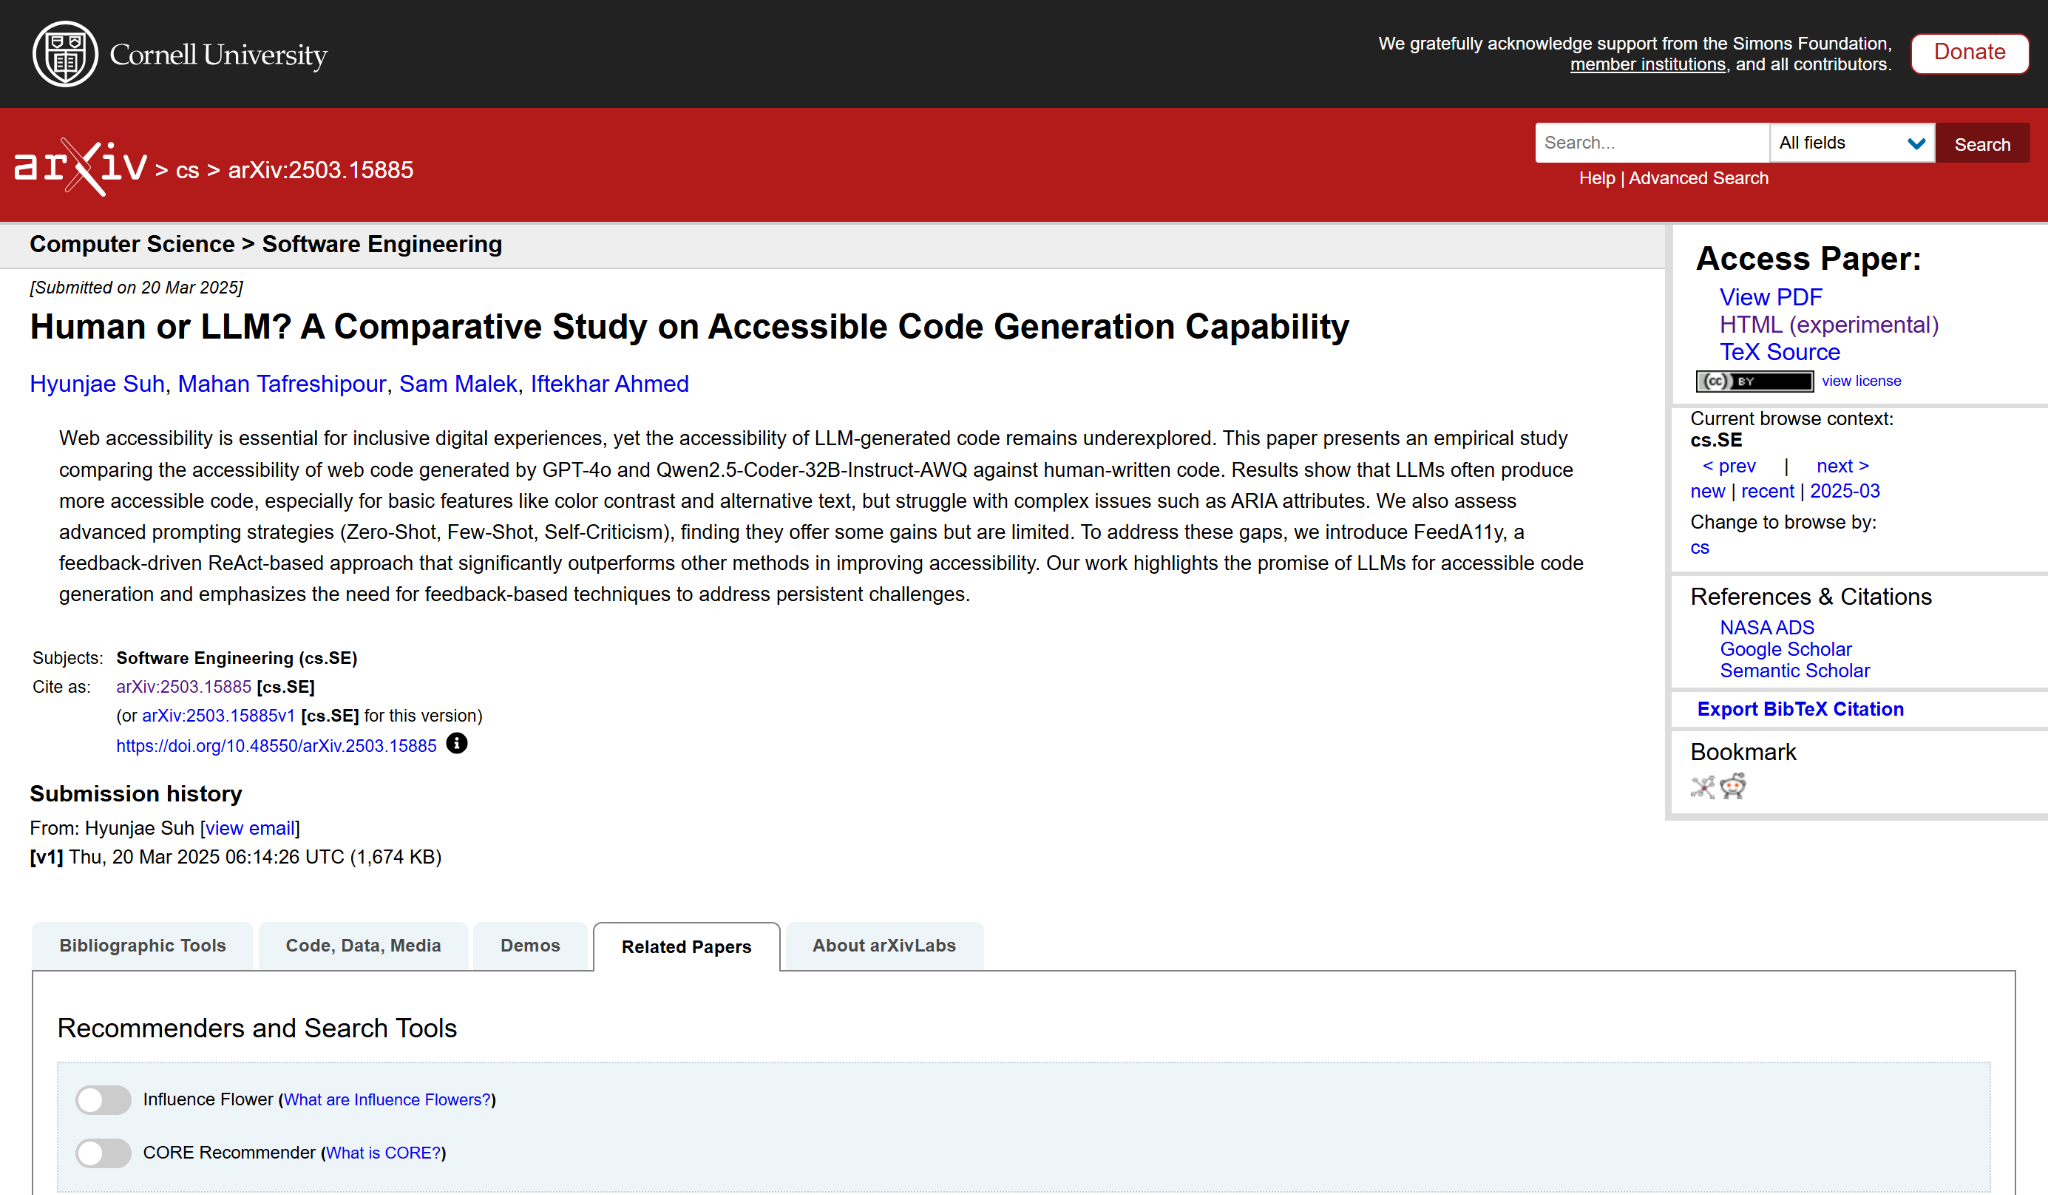 Cornell University
We gratefully acknowledge support from the Simons Foundation,
member institutions, and all contributors.
Donate
arXiv > cs > arXiv:2503.15885
Search...
All fields
Search
Help | Advanced Search
Computer Science > Software Engineering
[Submitted on 20 Mar 2025]
Human or LLM? A Comparative Study on Accessible Code Generation Capability
Hyunjae Suh, Mahan Tafreshipour, Sam Malek, Iftekhar Ahmed
Web accessibility is essential for inclusive digital experiences, yet the accessibility of LLM-generated code remains underexplored. This paper presents an empirical study
comparing the accessibility of web code generated by GPT-4o and Qwen2.5-Coder-32B-Instruct-AWQ against human-written code. Results show that LLMs often produce
more accessible code, especially for basic features like color contrast and alternative text, but struggle with complex issues such as ARIA attributes. We also assess
advanced prompting strategies (Zero-Shot, Few-Shot, Self-Criticism), finding they offer some gains but are limited. To address these gaps, we introduce FeedA11y, a
feedback-driven ReAct-based approach that significantly outperforms other methods in improving accessibility. Our work highlights the promise of LLMs for accessible code
generation and emphasizes the need for feedback-based techniques to address persistent challenges.
Subjects: Software Engineering (cs.SE)
Cite as: arXiv:2503.15885 [cs.SE]
(or arXiv:2503.15885v1 [cs.SE] for this version)
https://doi.org/10.48550/arXiv.2503.15885
Submission history
From: Hyunjae Suh [view email]
[v1] Thu, 20 Mar 2025 06:14:26 UTC (1,674 KB)
Access Paper:
View PDF
HTML (experimental)
TeX Source
(cc) BY view license
Current browse context:
cs.SE
< prev | next >
new | recent | 2025-03
Change to browse by:
cs
References & Citations
NASA ADS
Google Scholar
Semantic Scholar
Export BibTeX Citation
Bookmark
Bibliographic Tools
Code, Data, Media
Demos
Related Papers
About arXivLabs
Recommenders and Search Tools
Influence Flower (What are Influence Flowers?)
CORE Recommender (What is CORE?)